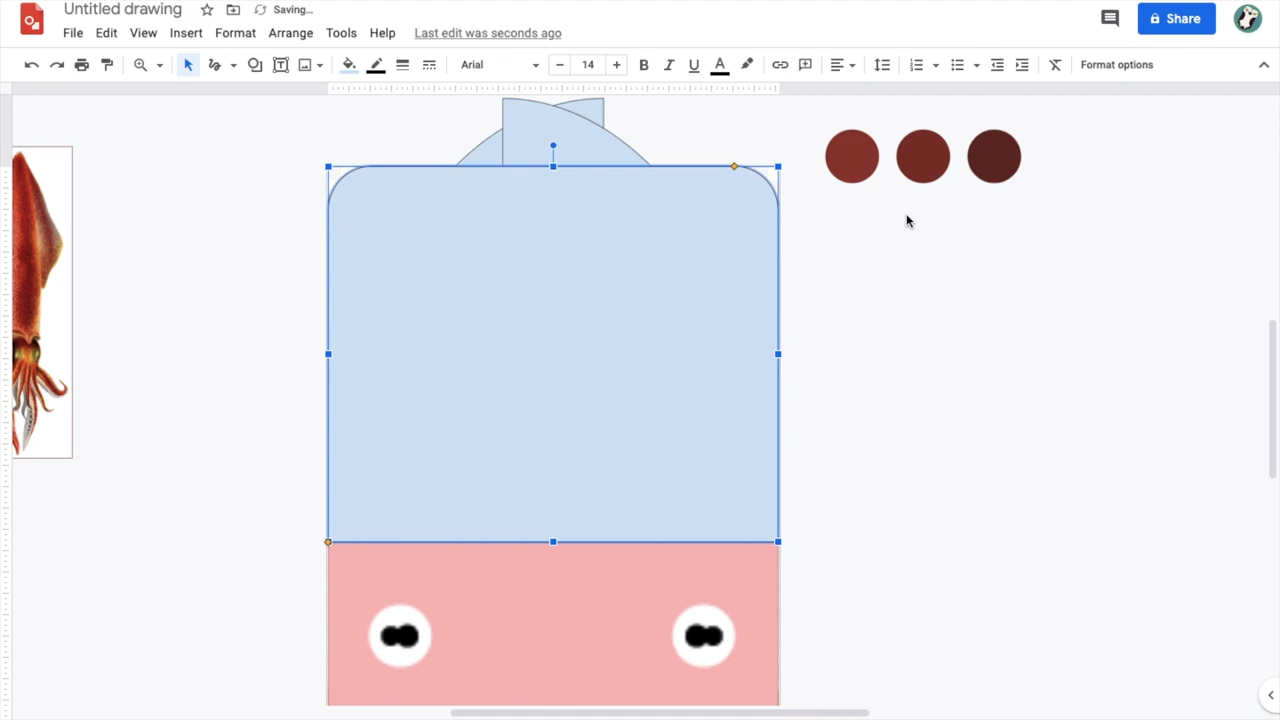 Untitled drawing
Saving...
File Edit View Insert Format Arrange Tools Help Last edit was seconds ago
Share
Arial 14 B I U A Format options